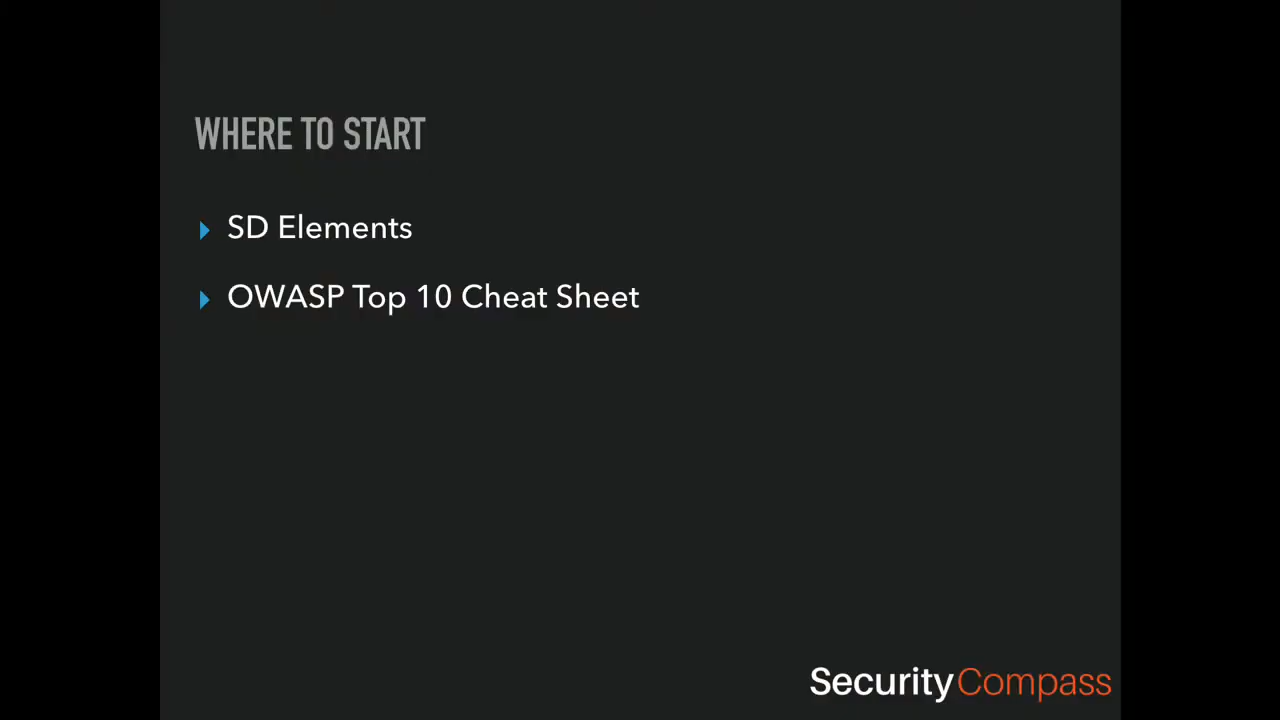 WHERE TO START
SD Elements
OWASP Top 10 Cheat Sheet
SecurityCompass